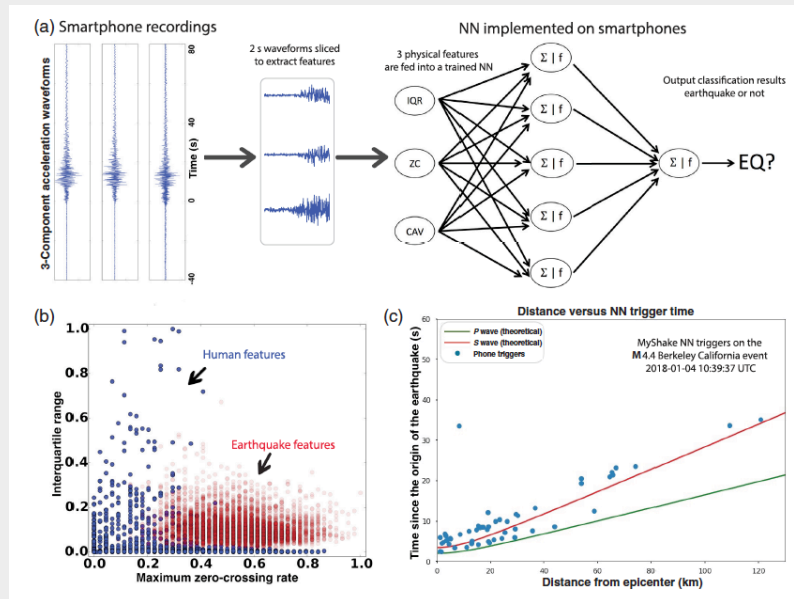 (a) Smartphone recordings
NN implemented on smartphones
3-Component acceleration waveforms
80
40
0
-40
Time (s)
2 s waveforms sliced
to extract features
3 physical features
are fed into a trained NN
IQR
ZC
CAV
Σ | f
Σ | f
Σ | f
Σ | f
Σ | f
Σ | f
Output classification results
earthquake or not
EQ?
(b)
Interquartile range
1.0
0.8
0.6
0.4
0.2
0.0
Human features
Earthquake features
0.0 0.2 0.4 0.6 0.8 1.0
Maximum zero-crossing rate
(c)
Distance versus NN trigger time
Time since the origin of the earthquake (s)
60
50
40
30
20
10
0
P wave (theoretical)
S wave (theoretical)
Phone triggers
MyShake NN triggers on the
M 4.4 Berkeley California event
2018-01-04 10:39:37 UTC
0 20 40 60 80 100 120
Distance from epicenter (km)